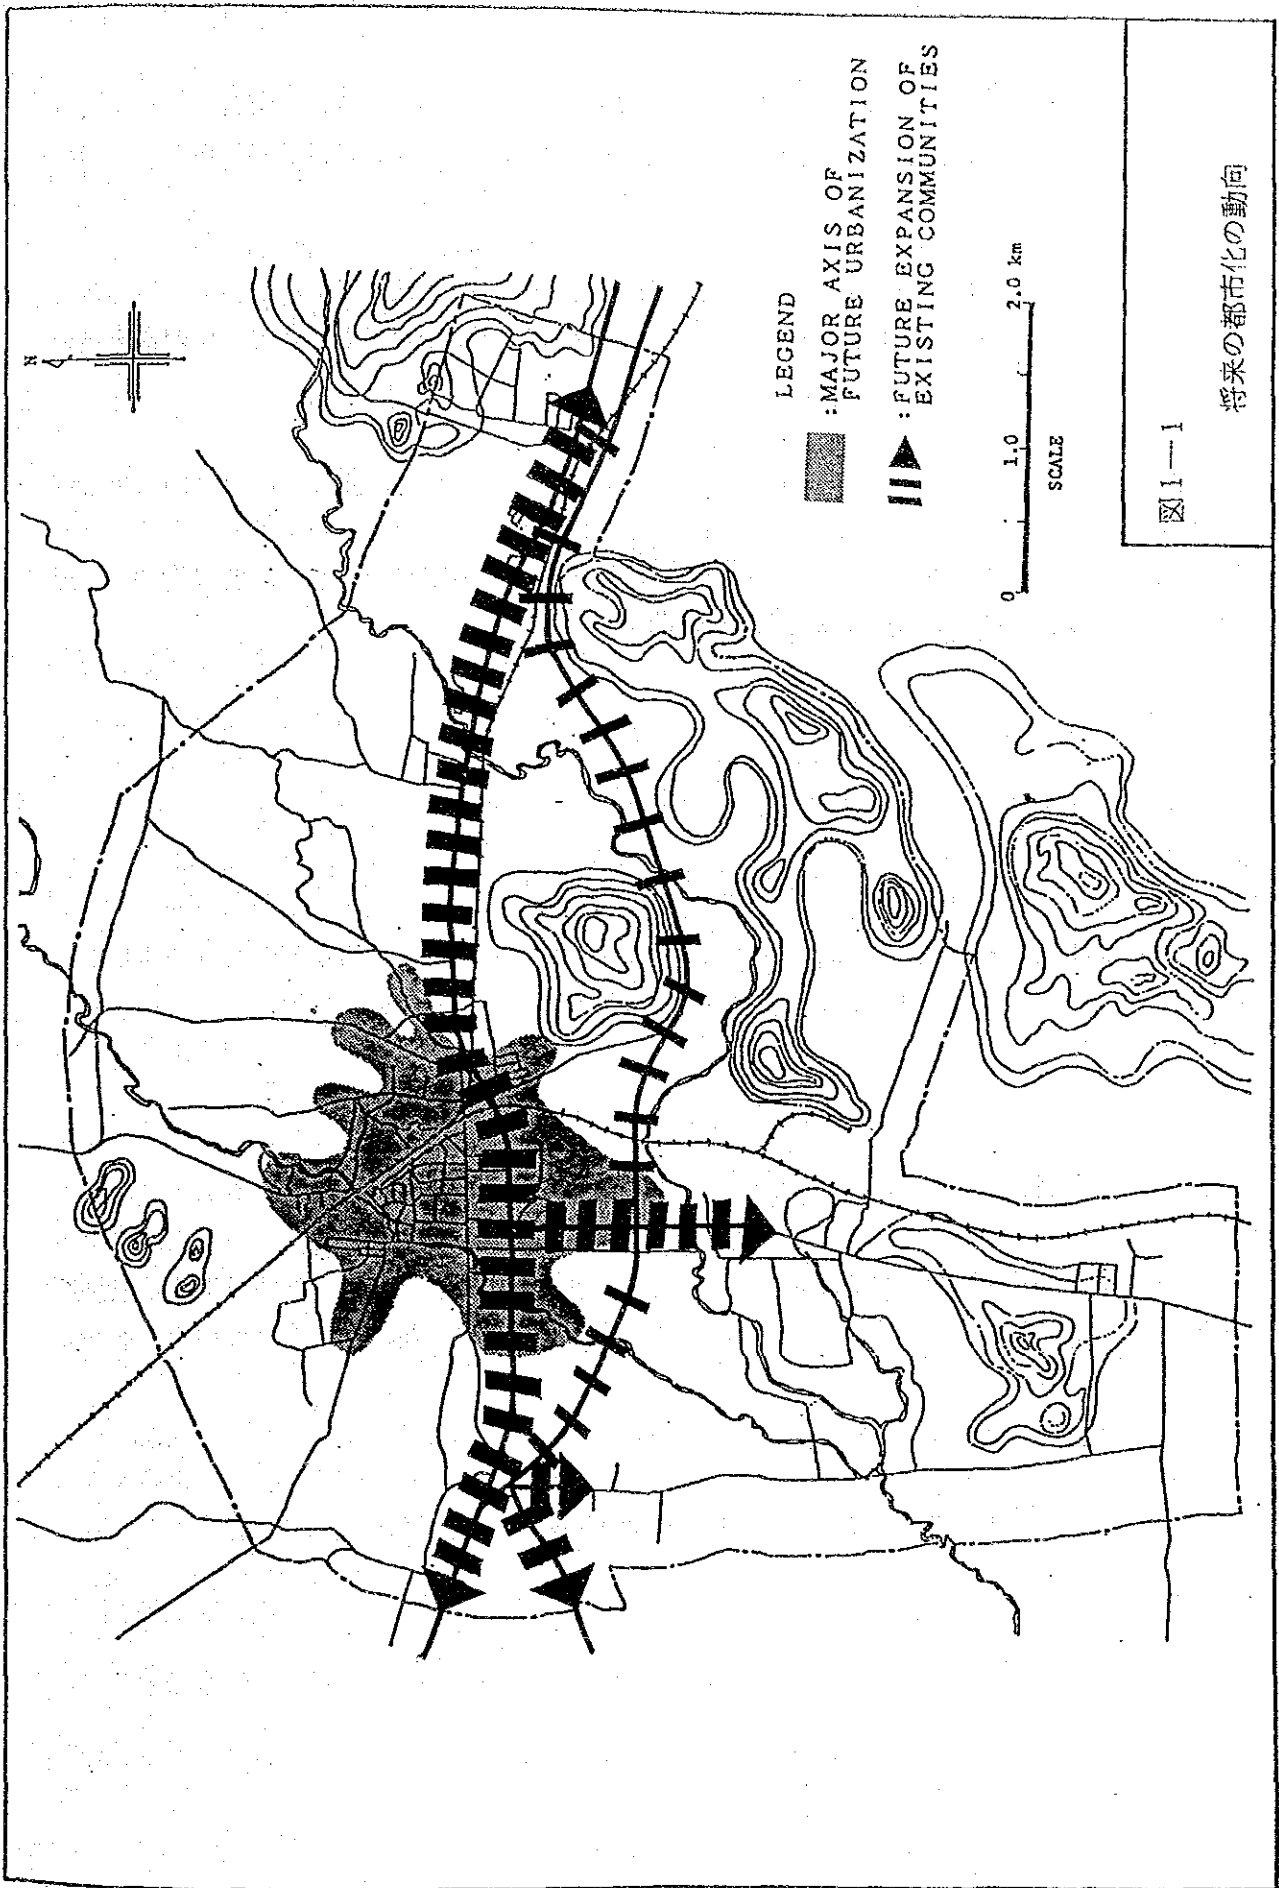 N
LEGEND
: MAJOR AXIS OF
FUTURE URBANIZATION
: FUTURE EXPANSION OF
EXISTING COMMUNITIES
0 1.0 2.0 km
SCALE
図1-1
将来の都市化の動向